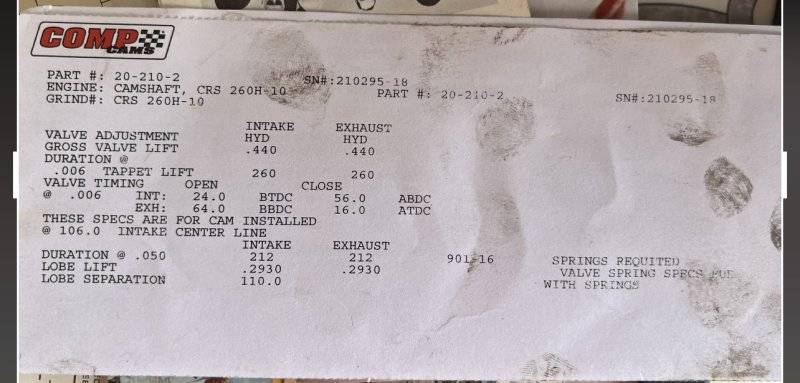 COMP
CAMS
PART #: 20-210-2
SN#:210295-18
ENGINE: CAMSHAFT, CRS 260H-10
PART #: 20-210-2
SN#:210295-18
GRIND#: CRS 260H-10
INTAKE EXHAUST
VALVE ADJUSTMENT HYD HYD
GROSS VALVE LIFT .440 .440
DURATION @
.006 TAPPET LIFT 260 260
VALVE TIMING OPEN CLOSE
@ .006 INT: 24.0 BTDC 56.0 ABDC
EXH: 64.0 BBDC 16.0 ATDC
THESE SPECS ARE FOR CAM INSTALLED
@ 106.0 INTAKE CENTER LINE
INTAKE EXHAUST
DURATION @ .050 212 212 901-16 SPRINGS REQUITED
LOBE LIFT .2930 .2930 VALVE SPRING SPECS
LOBE SEPARATION 110.0 WITH SPRINGS